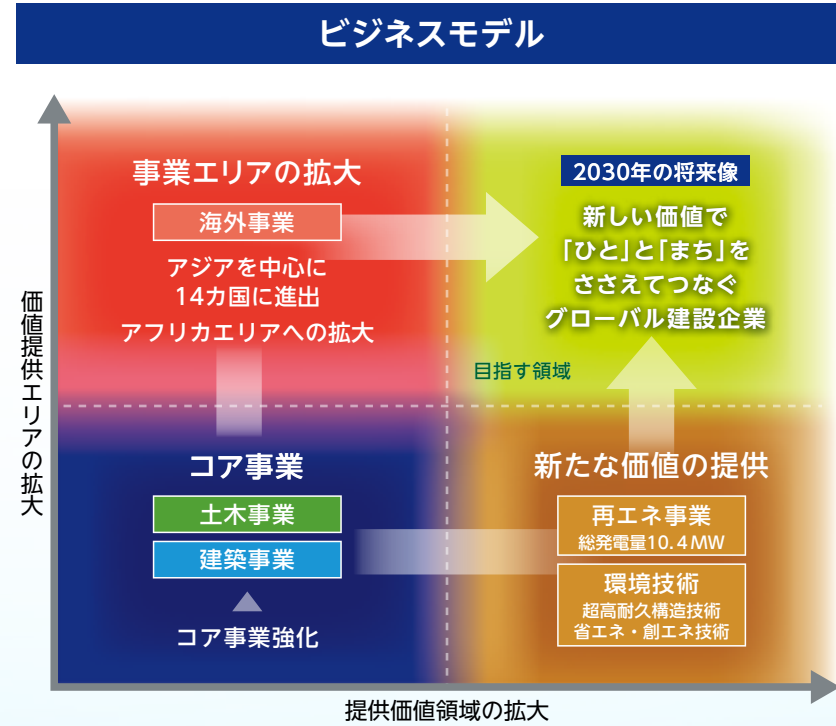 ビジネスモデル
価値提供エリアの拡大
事業エリアの拡大
海外事業
アジアを中心に
14カ国に進出
アフリカエリアへの拡大
2030年の将来像
新しい価値で
「ひと」と「まち」を
ささえてつなぐ
グローバル建設企業
目指す領域
コア事業
土木事業
建築事業
コア事業強化
新たな価値の提供
再エネ事業
総発電量10.4MW
環境技術
超高耐久構造技術
省エネ・創エネ技術
提供価値領域の拡大